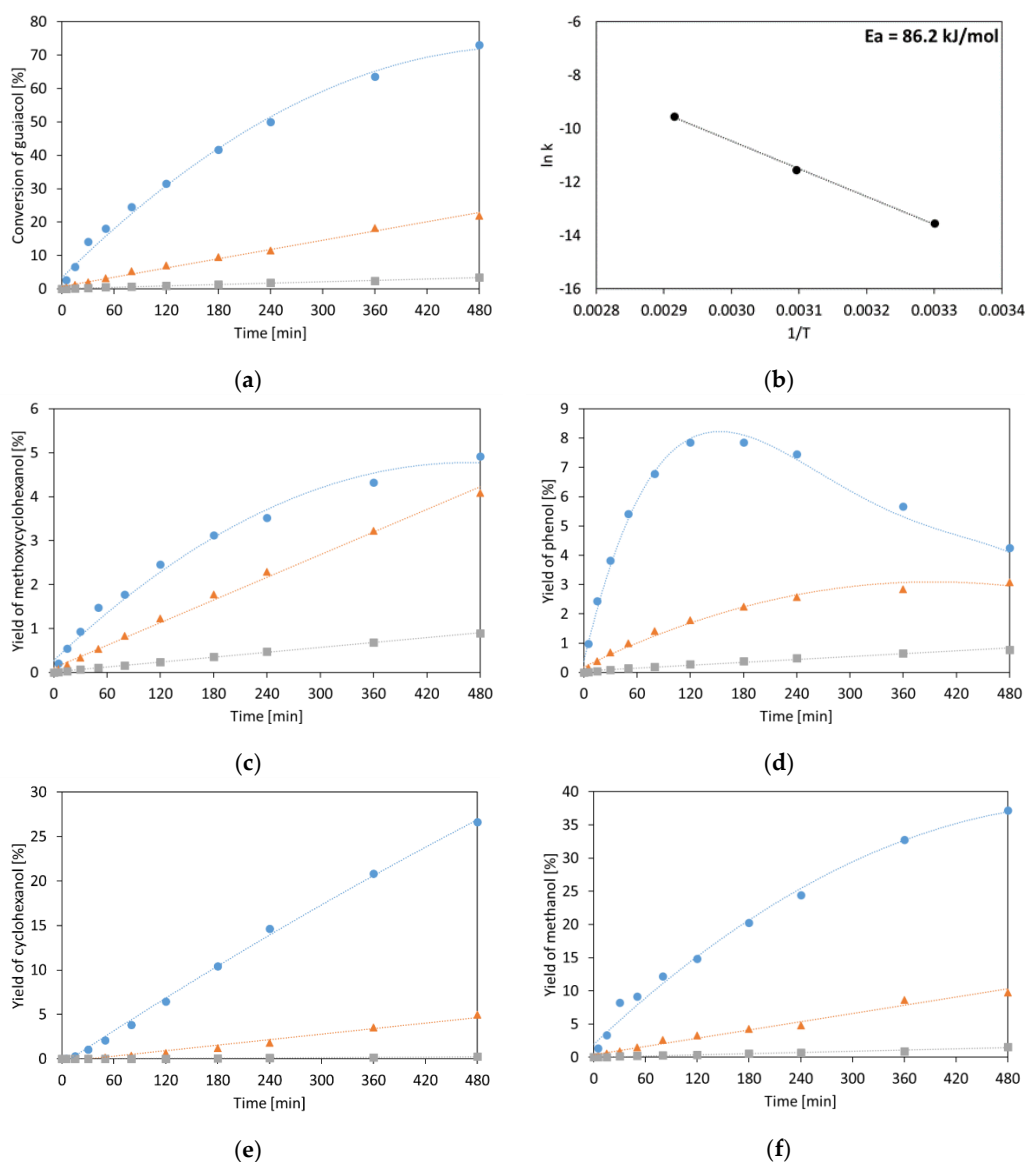 80
70
60
50
40
30
20
10
0
Conversion of guaiacol [%]
0 60 120 180 240 300 360 420 480
Time [min]
(a)
Ea = 86.2 kJ/mol
-6
-8
-10
-12
-14
-16
ln k
0.0028 0.0029 0.0030 0.0031 0.0032 0.0033 0.0034
1/T
(b)
6
5
4
3
2
1
0
Yield of methoxycyclohexanol [%]
0 60 120 180 240 300 360 420 480
Time [min]
(c)
9
8
7
6
5
4
3
2
1
0
Yield of phenol [%]
0 60 120 180 240 300 360 420 480
Time [min]
(d)
30
25
20
15
10
5
0
Yield of cyclohexanol [%]
0 60 120 180 240 300 360 420 480
Time [min]
(e)
40
35
30
25
20
15
10
5
0
Yield of methanol [%]
0 60 120 180 240 300 360 420 480
Time [min]
(f)